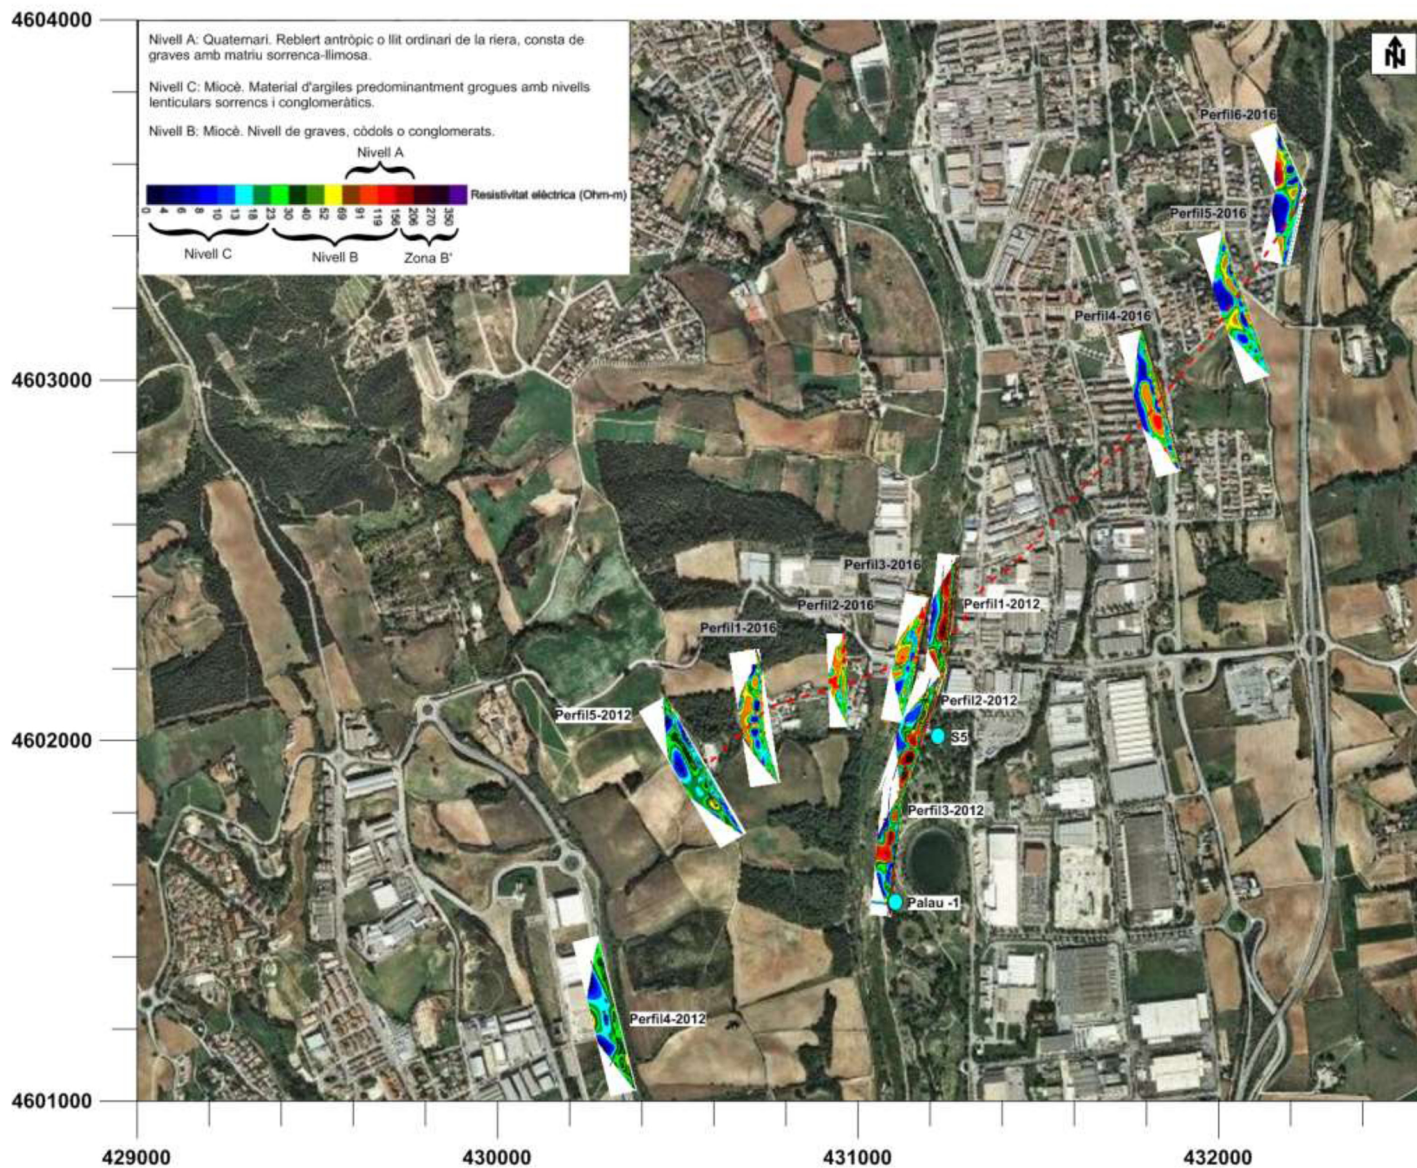 4604000
Nivell A: Quaternari. Reblert antròpic o llit ordinari de la riera, consta de
graves amb matriu sorrenca-llimosa.
Nivell C: Miocè. Material d'argiles predominantment grogues amb nivells
lenticulars sorrencs i conglomeràtics.
Nivell B: Miocè. Nivell de graves, còdols o conglomerats.
Nivell A
Resistivitat elèctrica (Ohm-m)
0 4 6 8 10 13 18 23 30 40 52 69 91 119 156 206 270 350
Nivell C
Nivell B
Zona B'
N
Perfil6-2016
Perfil5-2016
Perfil4-2016
4603000
Perfil3-2016
Perfil2-2016
Perfil1-2012
Perfil1-2016
Perfil2-2012
Perfil5-2012
4602000
S5
Perfil3-2012
Palau -1
Perfil4-2012
4601000
429000
430000
431000
432000